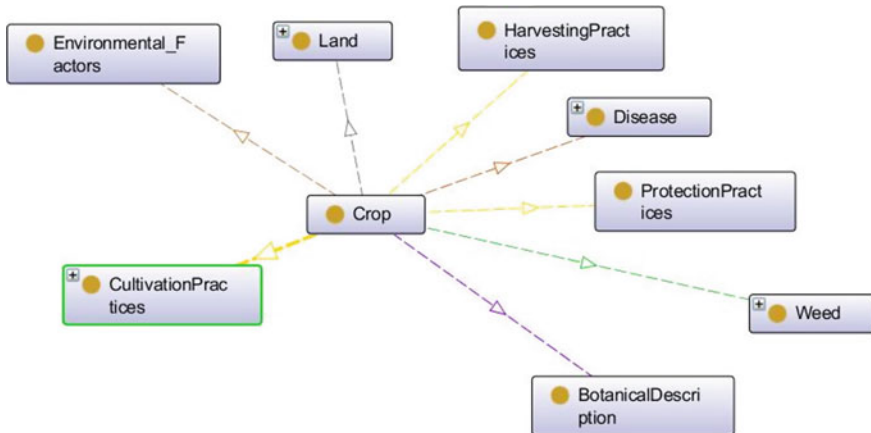 Environmental_F
actors
Land
HarvestingPract
ices
Disease
ProtectionPract
ices
Crop
CultivationPrac
tices
Weed
BotanicalDescri
ption